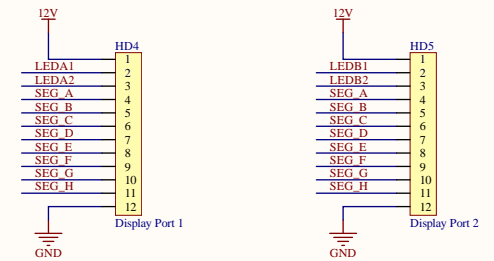 12V
HD4
1
LEDA1 2
LEDA2 3
SEG_A 4
SEG_B 5
SEG_C 6
SEG_D 7
SEG_E 8
SEG_F 9
SEG_G 10
SEG_H 11
12
Display Port 1
GND
12V
HD5
1
LEDB1 2
LEDB2 3
SEG_A 4
SEG_B 5
SEG_C 6
SEG_D 7
SEG_E 8
SEG_F 9
SEG_G 10
SEG_H 11
12
Display Port 2
GND